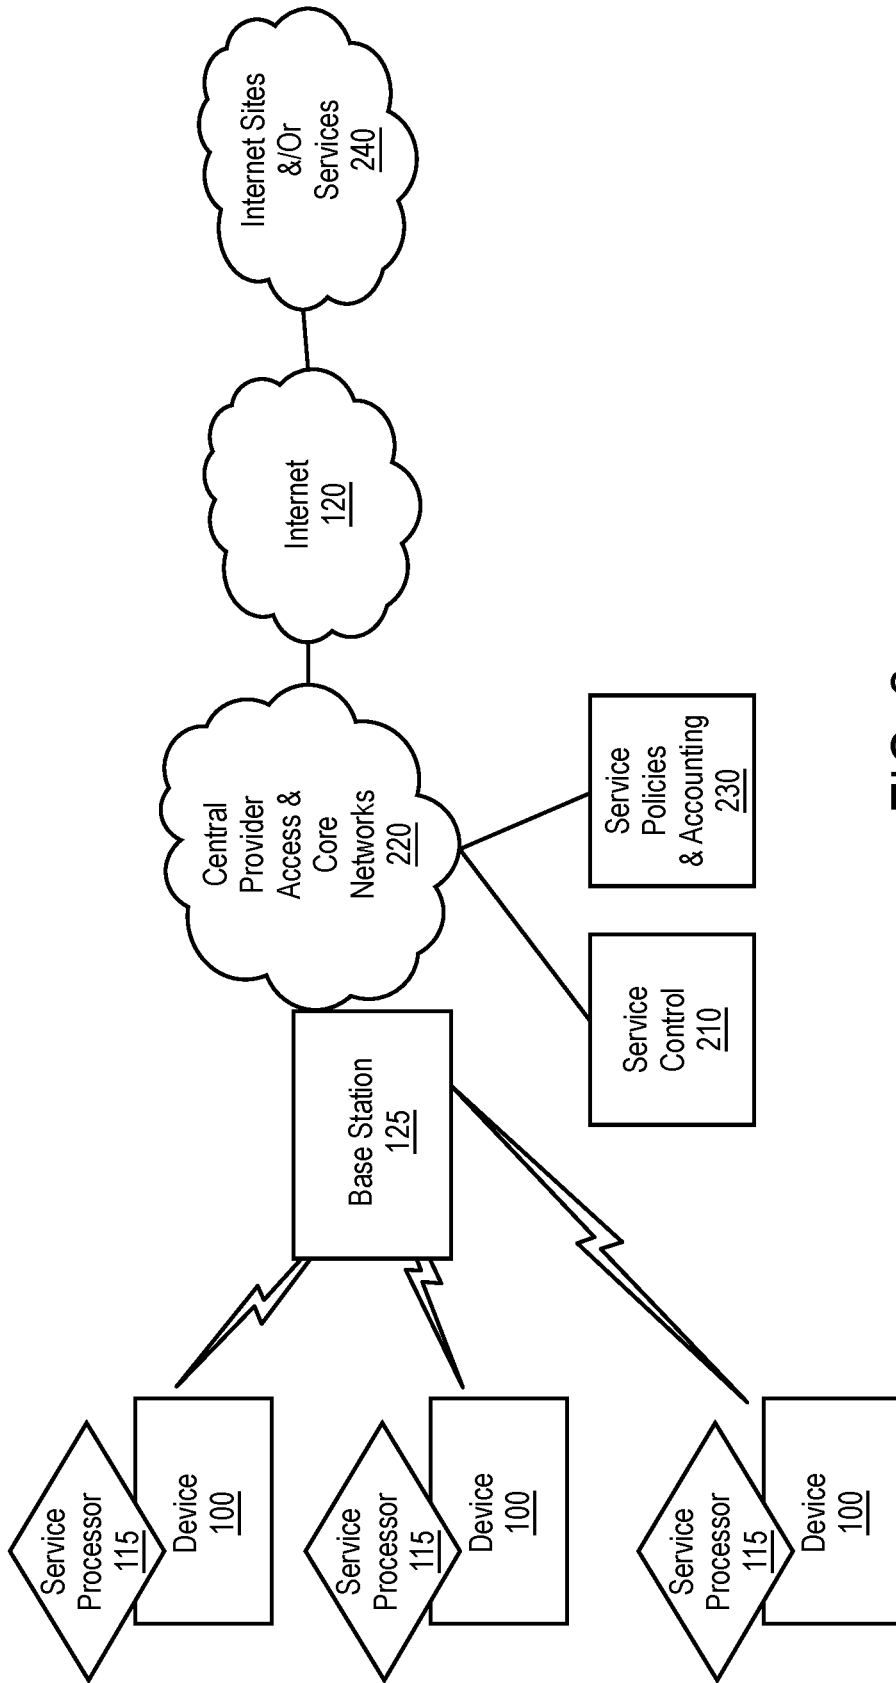 Service
Processor
115
Device
100
Service
Processor
115
Device
100
Service
Processor
115
Device
100
Base Station
125
Central
Provider
Access &
Core
Networks
220
Service
Control
210
Service
Policies
& Accounting
230
Internet
120
Internet Sites
&/Or
Services
240